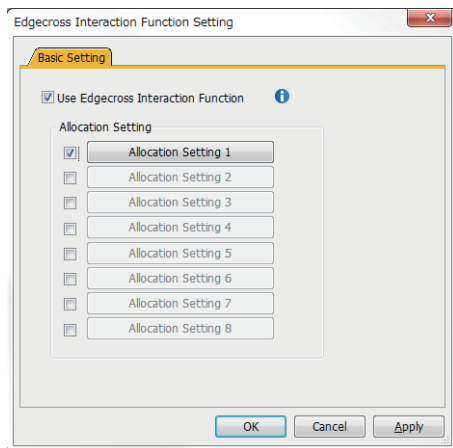 Edgecross Interaction Function Setting
Basic Setting
Use Edgecross Interaction Function
Allocation Setting
Allocation Setting 1
Allocation Setting 2
Allocation Setting 3
Allocation Setting 4
Allocation Setting 5
Allocation Setting 6
Allocation Setting 7
Allocation Setting 8
OK Cancel Apply